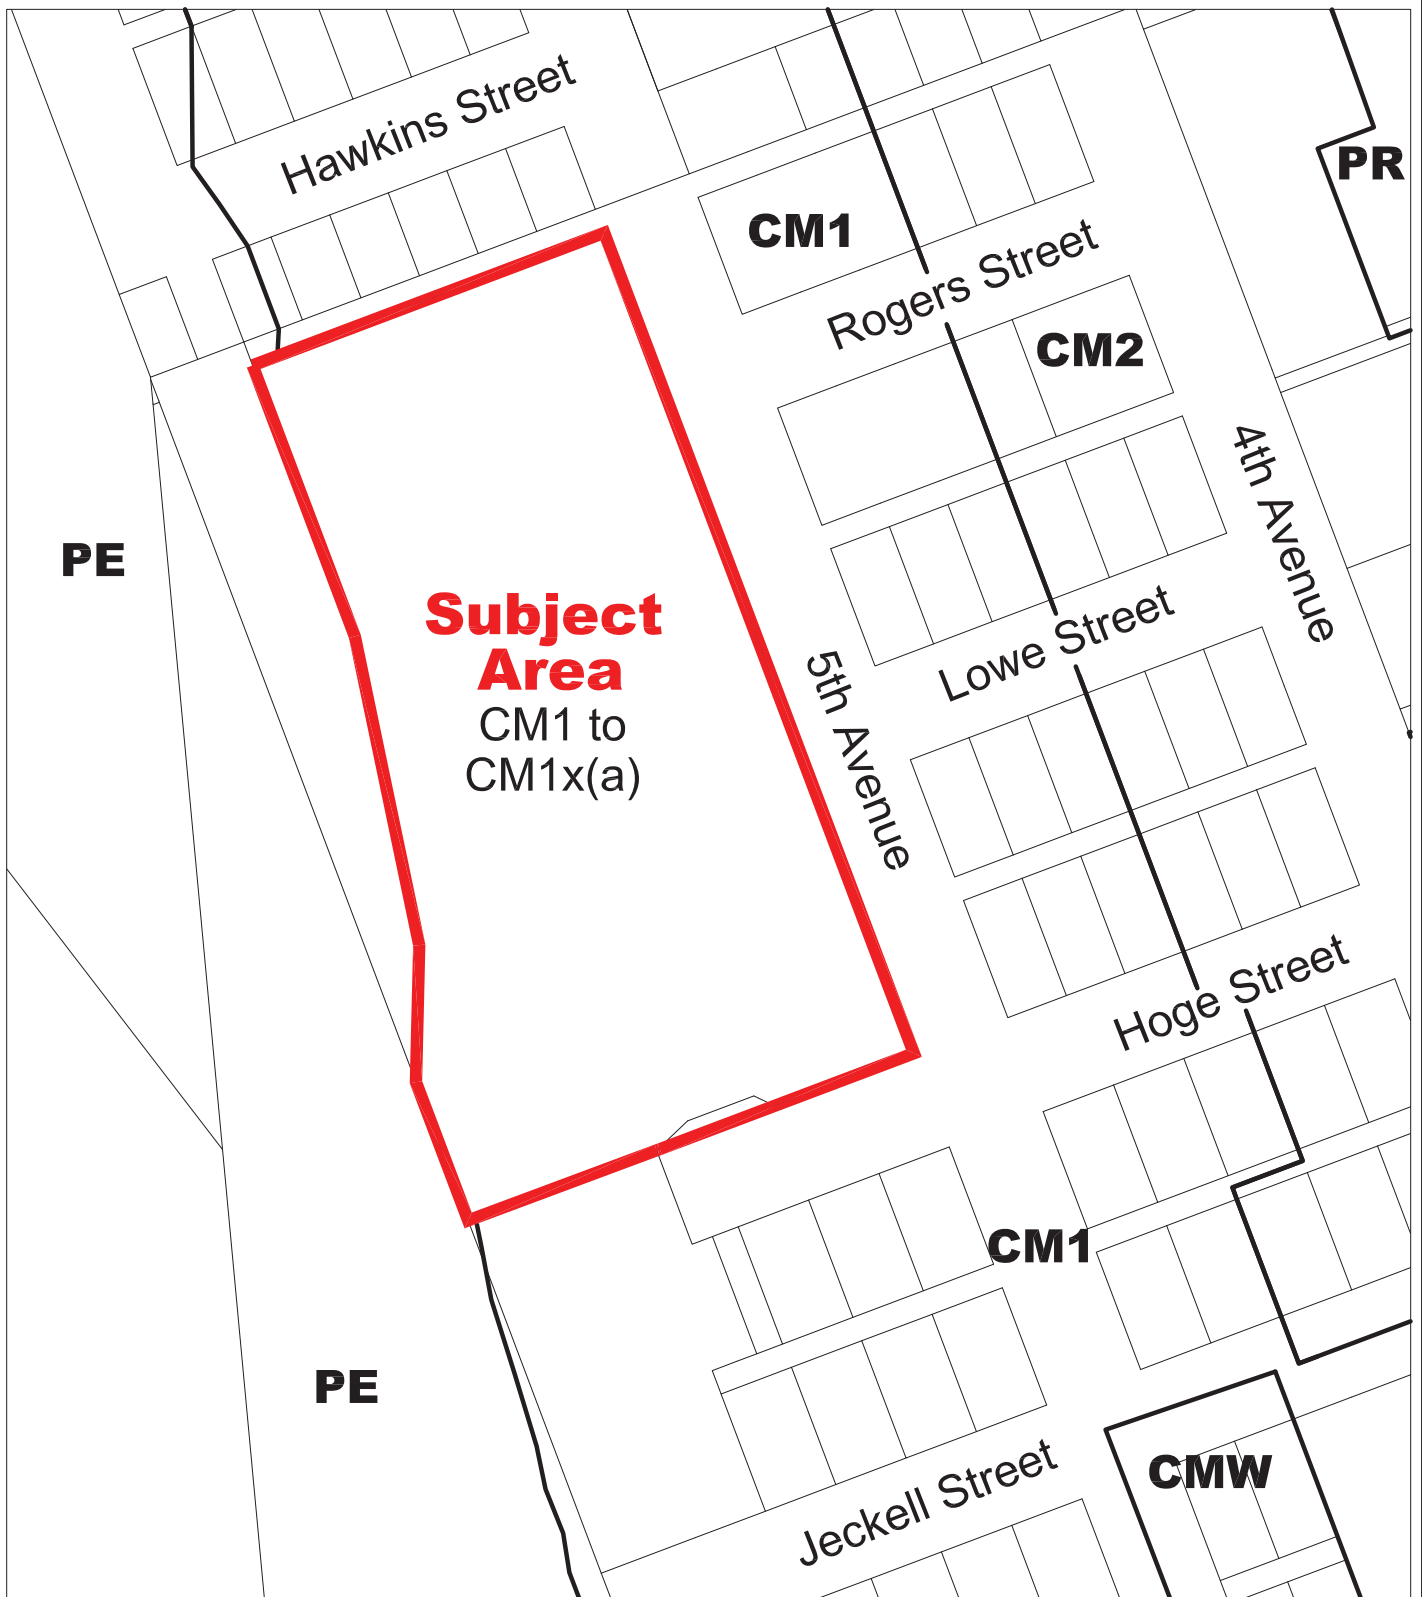 Hawkins Street
PR
CM1
Rogers Street
CM2
4th Avenue
PE
Subject
Area
CM1 to
CM1x(a)
Lowe Street
5th Avenue
Hoge Street
CM1
PE
CMW
Jeckell Street